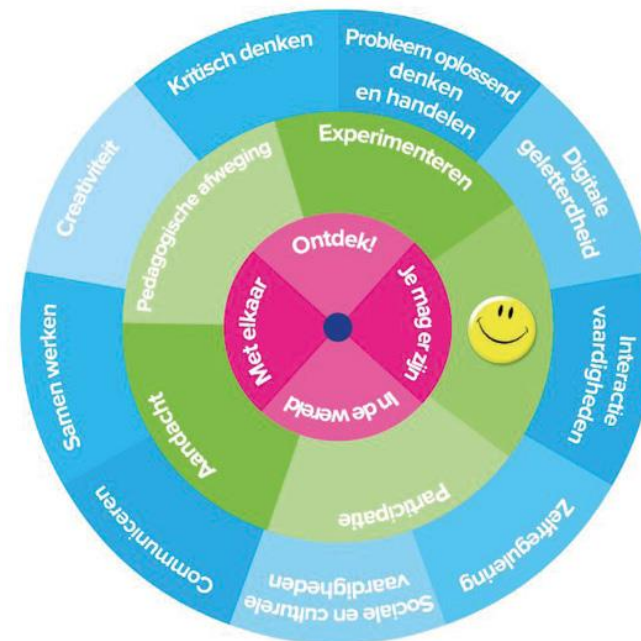 Kritisch denken
Probleem oplossend
denken
en handelen
Digitale
geletterdheid
Interactie
vaardigheden
Zelfregulering
Sociale en culturele
vaardigheden
Communiceren
Samen werken
Creativiteit
Experimenteren
Participatie
Aandacht
Pedagogische afweging
Ontdek!
Je mag er zijn
In de wereld
Met elkaar